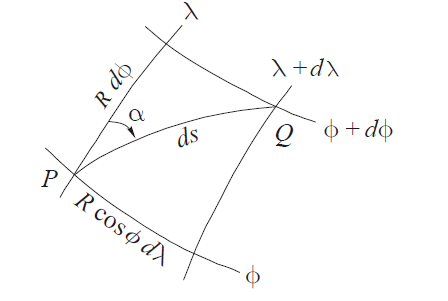 λ
R dϕ
λ + dλ
α
ds
Q
ϕ + dϕ
P
R cos ϕ dλ
ϕ